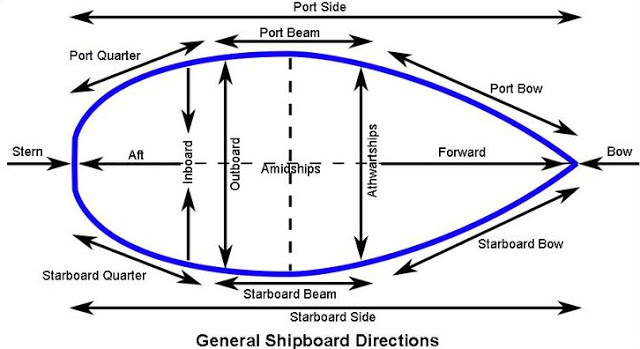 Port Side
Port Beam
Port Quarter
Port Bow
Stern
Aft
Inboard
Outboard
Amidships
Athwartships
Forward
Bow
Starboard Quarter
Starboard Bow
Starboard Beam
Starboard Side
General Shipboard Directions